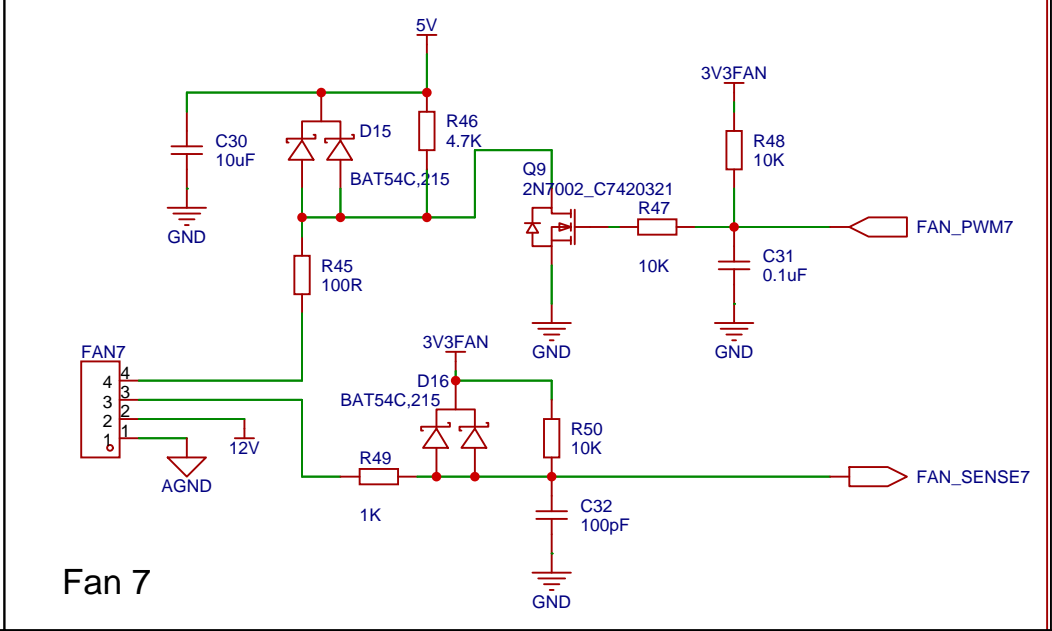 5V
3V3FAN
R46
4.7K
D15
C30
10uF
R48
10K
BAT54C,215
Q9
2N7002_C7420321
R47
10K
FAN_PWM7
GND
C31
0.1uF
R45
100R
GND
GND
3V3FAN
FAN7
D16
BAT54C,215
4
4
3
3
2
2
1
1
12V
R50
10K
AGND
R49
1K
FAN_SENSE7
C32
100pF
GND
Fan 7